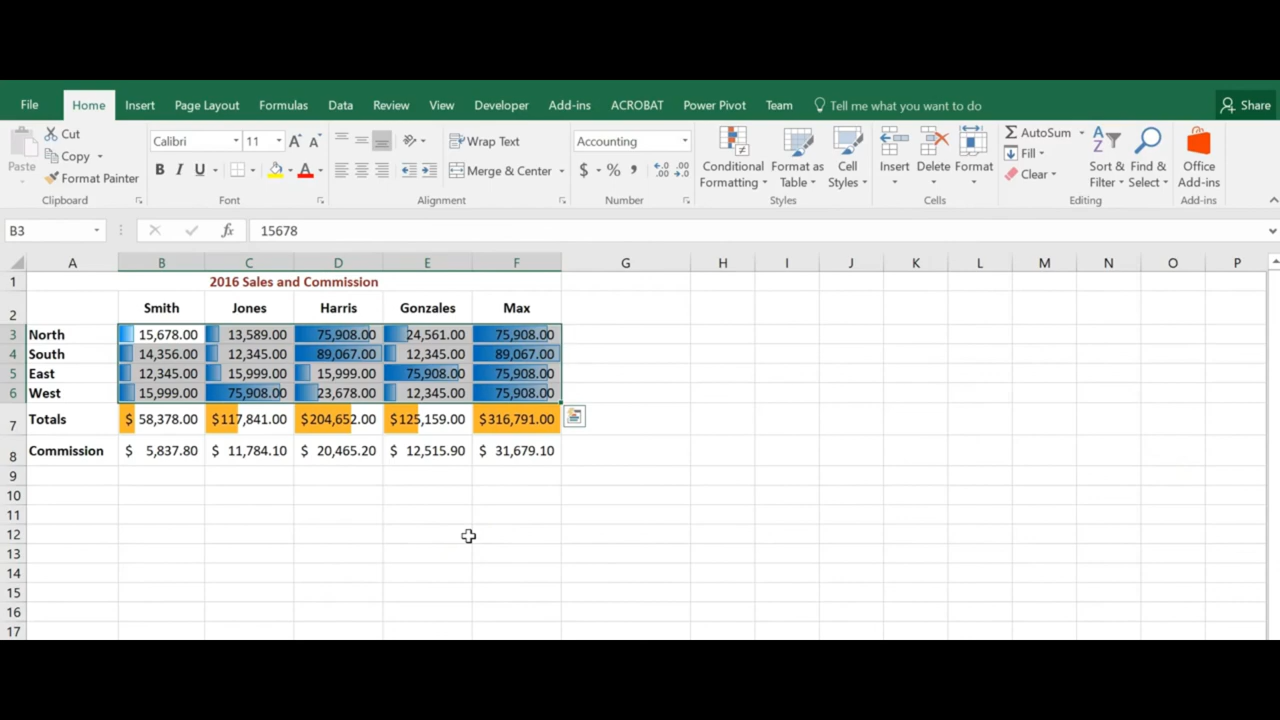 File Home Insert Page Layout Formulas Data Review View Developer Add-ins ACROBAT Power Pivot Team Tell me what you want to do Share
Paste
Cut
Copy
Format Painter
Clipboard
Calibri 11 A A
B I U A
Font
Wrap Text
Merge & Center
Alignment
Accounting
$ % , .0 .00 .00 .0
Number
Conditional Formatting
Format as Table
Cell Styles
Styles
Insert Delete Format
Cells
AutoSum
Fill
Clear
Sort & Filter
Find & Select
Editing
Office Add-ins
Add-ins
B3 fx 15678
A B C D E F G H I J K L M N O P
1 2016 Sales and Commission
2 Smith Jones Harris Gonzales Max
3 North 15,678.00 13,589.00 75,908.00 24,561.00 75,908.00
4 South 14,356.00 12,345.00 89,067.00 12,345.00 89,067.00
5 East 12,345.00 15,999.00 15,999.00 75,908.00 75,908.00
6 West 15,999.00 75,908.00 23,678.00 12,345.00 75,908.00
7 Totals $ 58,378.00 $117,841.00 $204,652.00 $125,159.00 $316,791.00
8 Commission $ 5,837.80 $ 11,784.10 $ 20,465.20 $ 12,515.90 $ 31,679.10
9
10
11
12
13
14
15
16
17